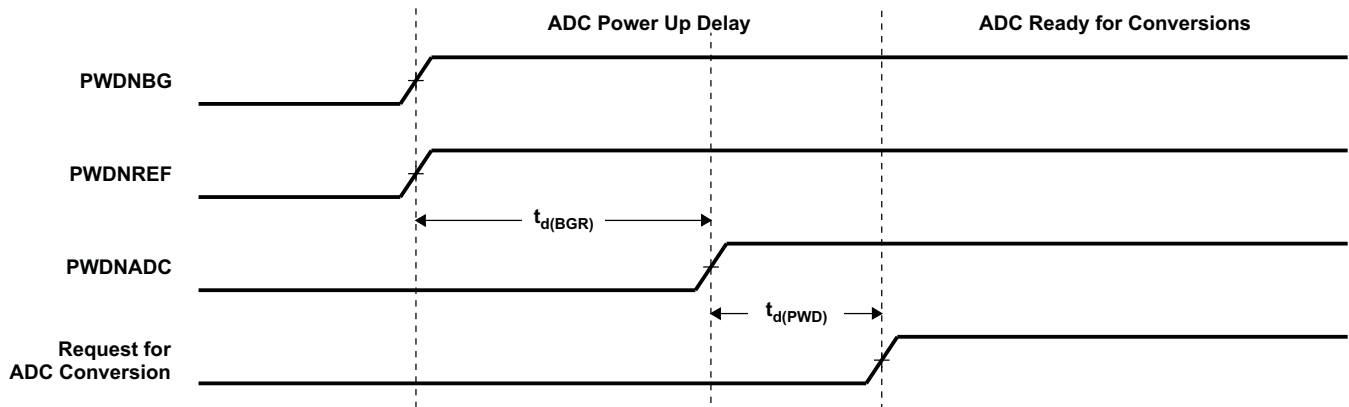 ADC Power Up Delay
ADC Ready for Conversions
PWDNBG
PWDNREF
td(BGR)
PWDNADC
td(PWD)
Request for
ADC Conversion